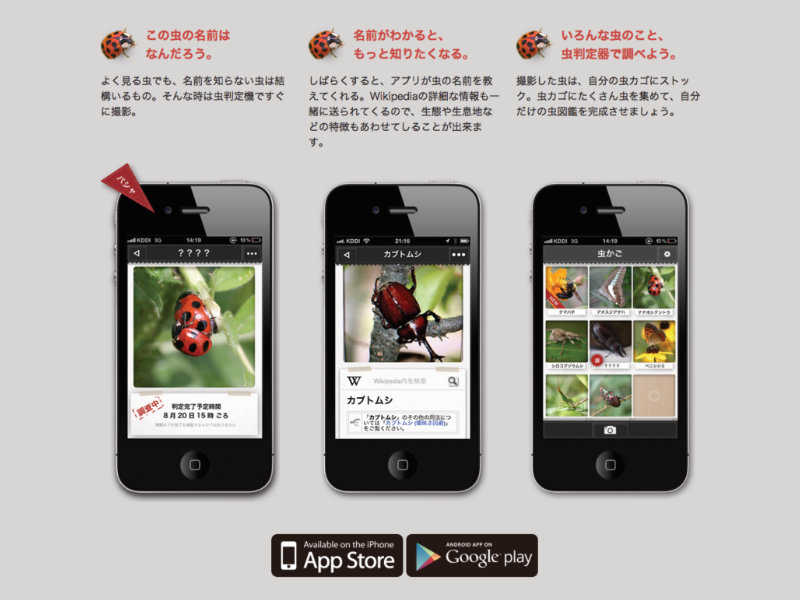 この虫の名前は
なんだろう。
よく見る虫でも、名前を知らない虫は結
構いるもの。そんな時は虫判定機ですぐ
に撮影。
名前がわかると、
もっと知りたくなる。
しばらくすると、アプリが虫の名前を教
えてくれる。Wikipediaの詳細な情報も一
緒に送られてくるので、生態や生息地な
どの特徴もあわせてしることが出来ま
す。
いろんな虫のこと、
虫判定器で調べよう。
撮影した虫は、自分の虫カゴにストッ
ク。虫カゴにたくさん虫を集めて、自分
だけの虫図鑑を完成させましょう。
パシャ
KDDI 3G 14:19
????
調査中
判定完了予定時間
8月20日15時ごろ
KDDI 21:16
カブトムシ
W Wikipedia内を検索
カブトムシ
「カブトムシ」のその他の用法につ
いては「カブトムシ (曖昧さ回避)」
をご覧ください。
KDDI 3G 14:19
虫かご
クマバチ アオスジアゲハ ナナホシテントウ
シロコブゾウムシ ???? ベニシジミ
Available on the iPhone
App Store
ANDROID APP ON
Google play